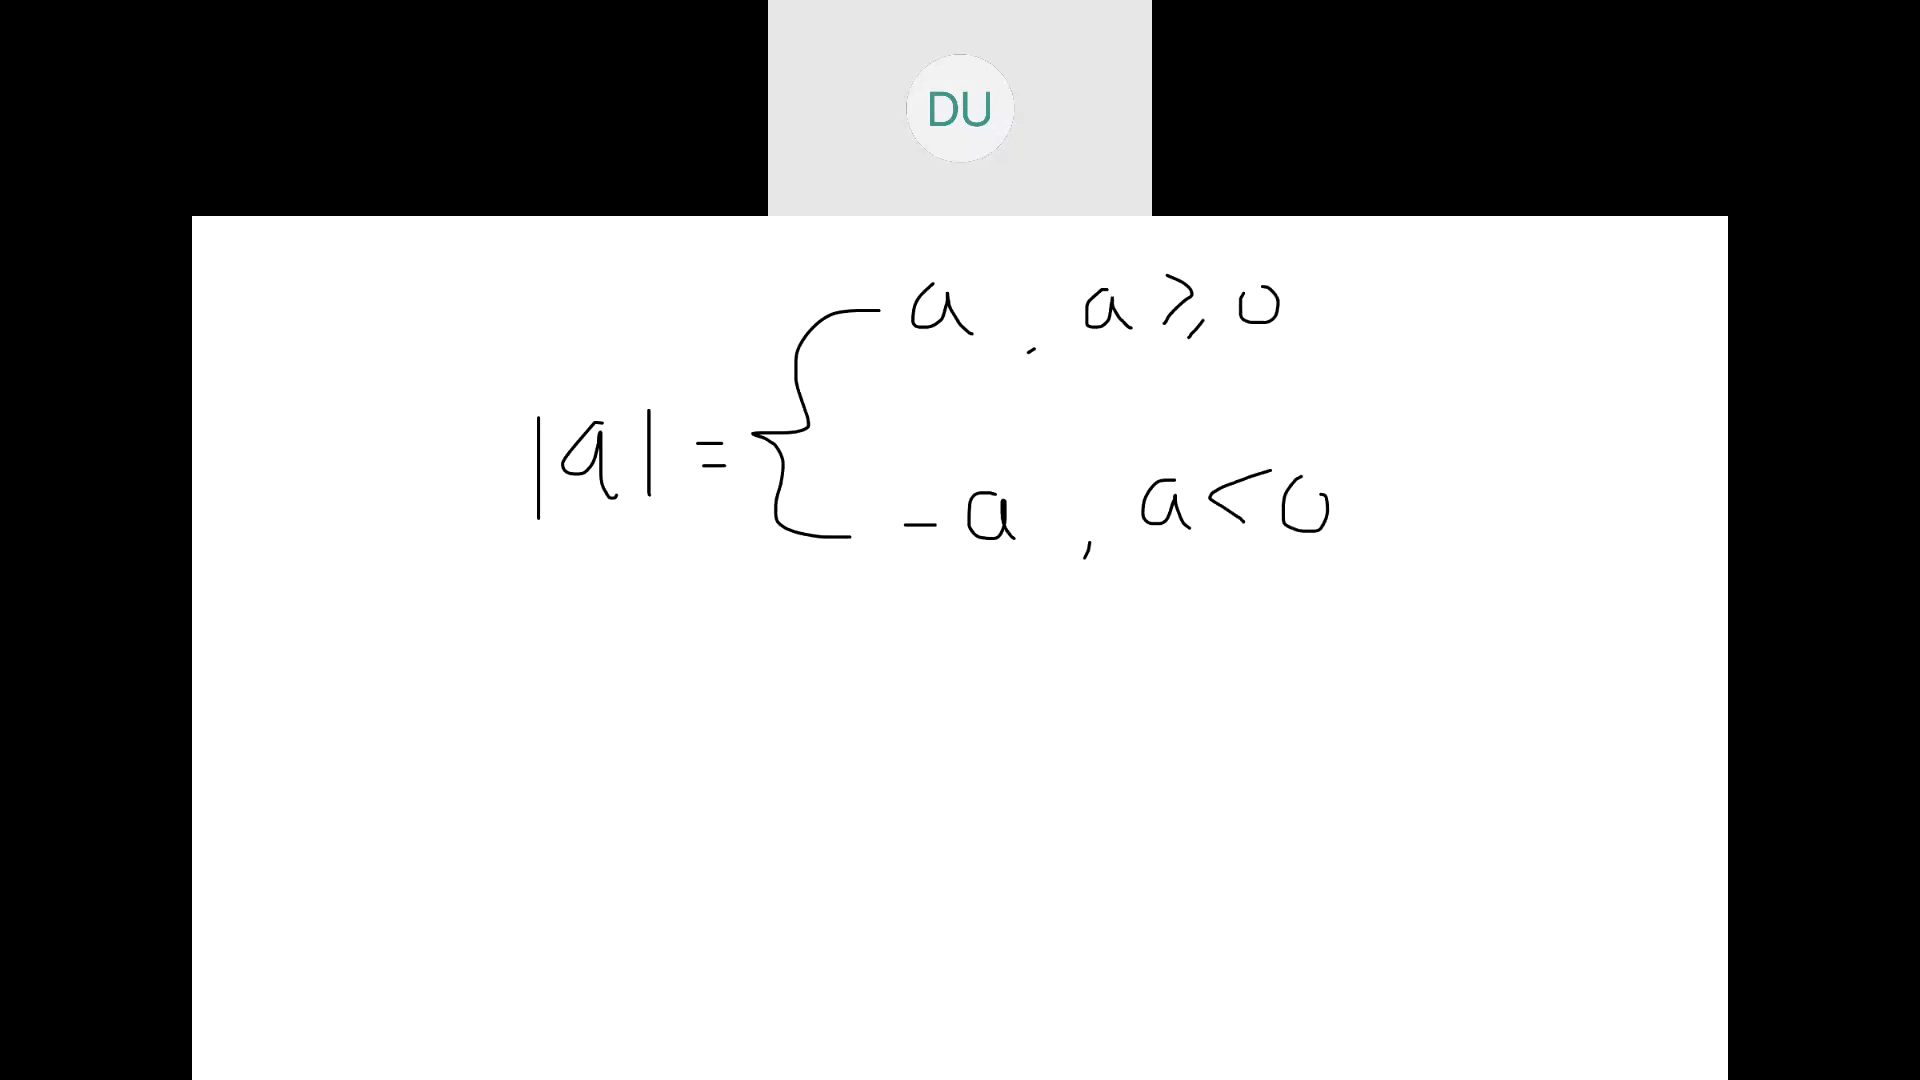 DU
a , a ⩾ 0
|a| = {
- a , a < 0